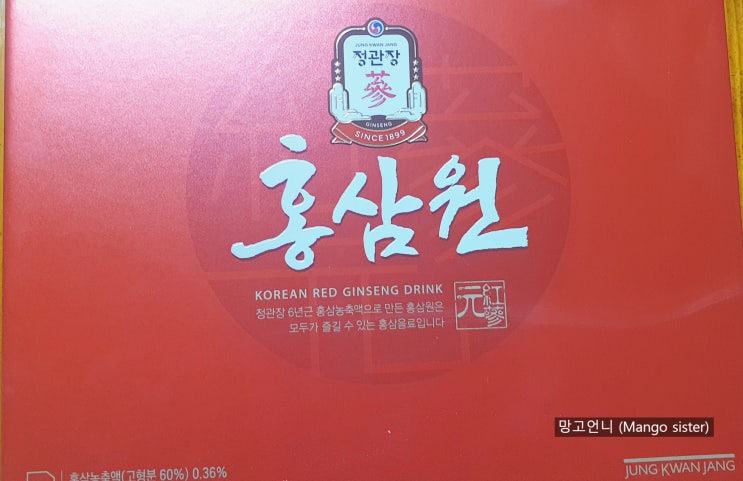 JUNG KWAN JANG
정관장
蔘
GINSENG
SINCE 1899
홍삼원
KOREAN RED GINSENG DRINK
정관장 6년근 홍삼농축액으로 만든 홍삼원은
모두가 즐길 수 있는 홍삼음료입니다
元 紅蔘
망고언니 (Mango sister)
홍삼농축액(고형분 60%) 0.36%
JUNG KWAN JANG